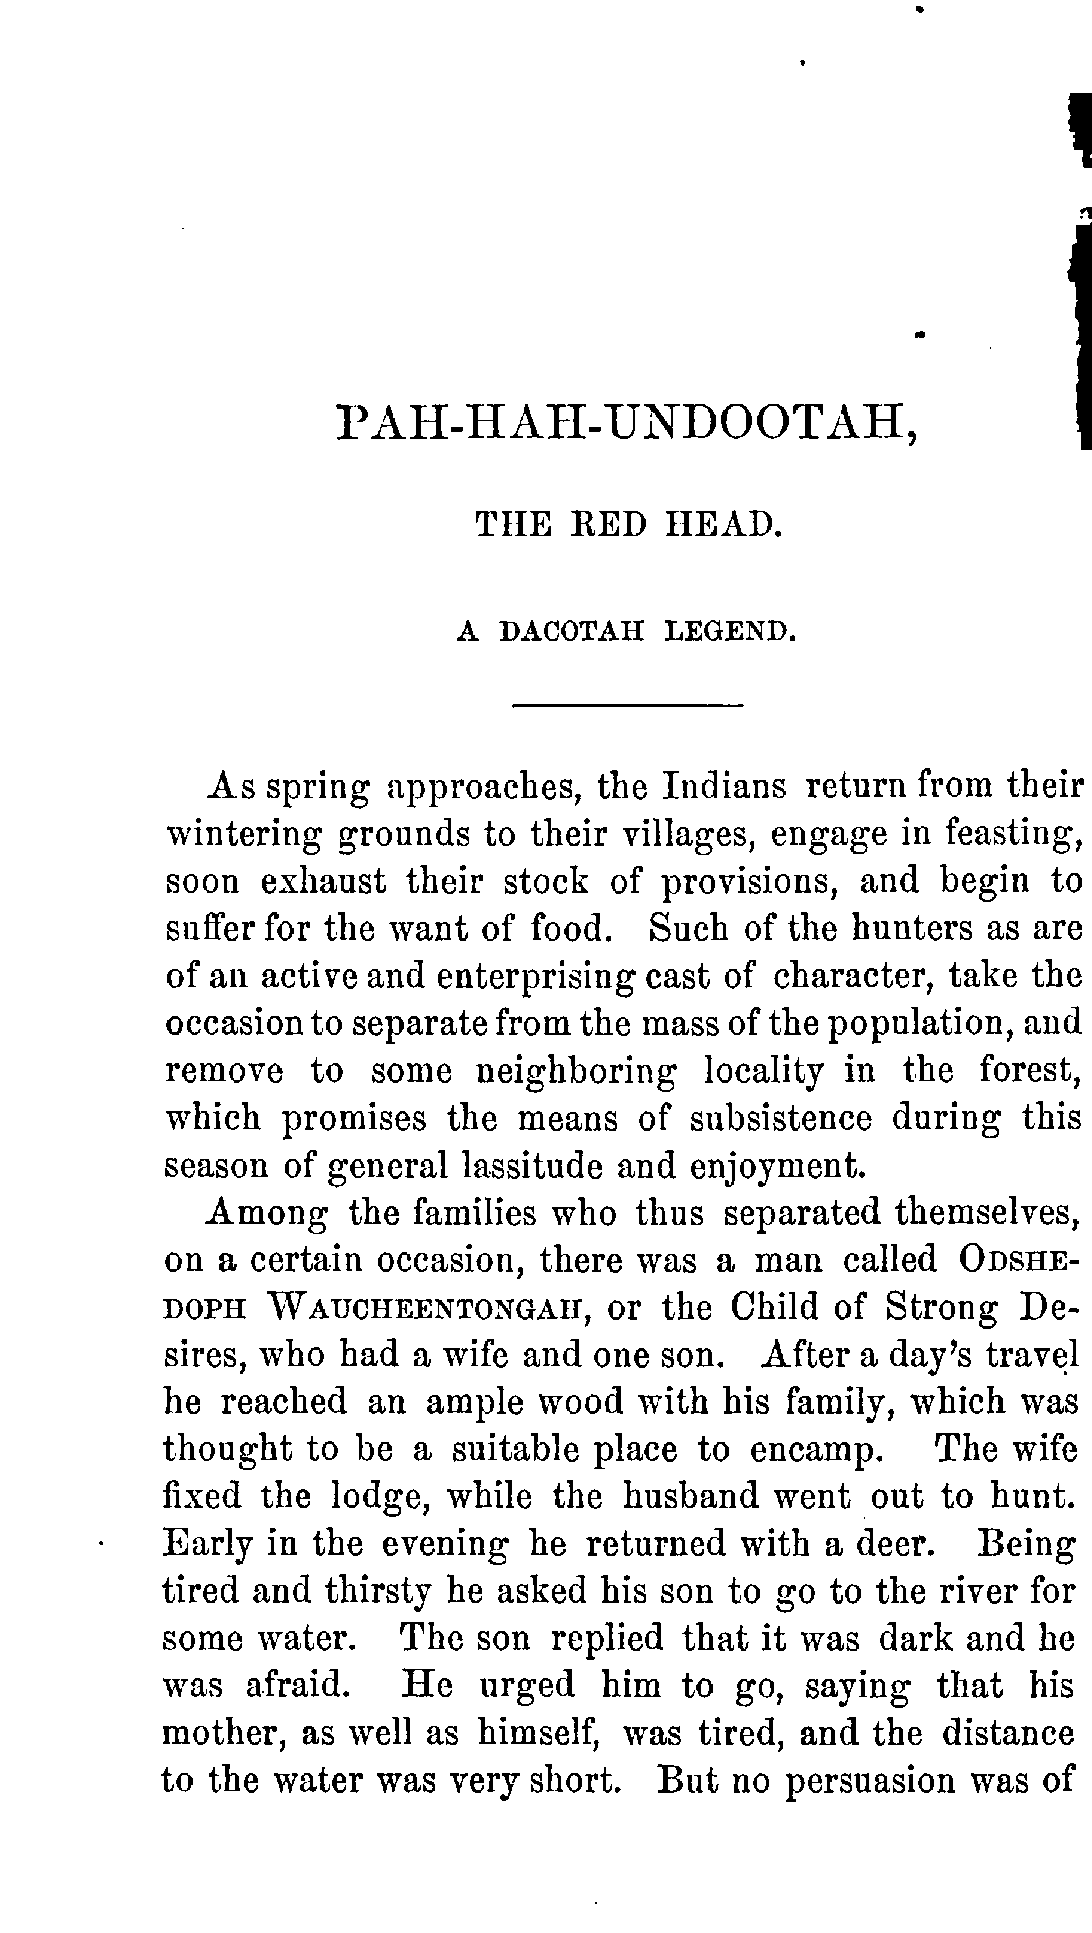 PAH-HAH-UNDOOTAH,
THE RED HEAD.
A DACOTAH LEGEND.
As spring approaches, the Indians return from their
wintering grounds to their villages, engage in feasting,
soon exhaust their stock of provisions, and begin to
suffer for the want of food. Such of the hunters as are
of an active and enterprising cast of character, take the
occasion to separate from the mass of the population, and
remove to some neighboring locality in the forest,
which promises the means of subsistence during this
season of general lassitude and enjoyment.
Among the families who thus separated themselves,
on a certain occasion, there was a man called ODSHE-
DOPH WAUCHEENTONGAH, or the Child of Strong De-
sires, who had a wife and one son. After a day's travel
he reached an ample wood with his family, which was
thought to be a suitable place to encamp. The wife
fixed the lodge, while the husband went out to hunt.
Early in the evening he returned with a deer. Being
tired and thirsty he asked his son to go to the river for
some water. The son replied that it was dark and he
was afraid. He urged him to go, saying that his
mother, as well as himself, was tired, and the distance
to the water was very short. But no persuasion was of